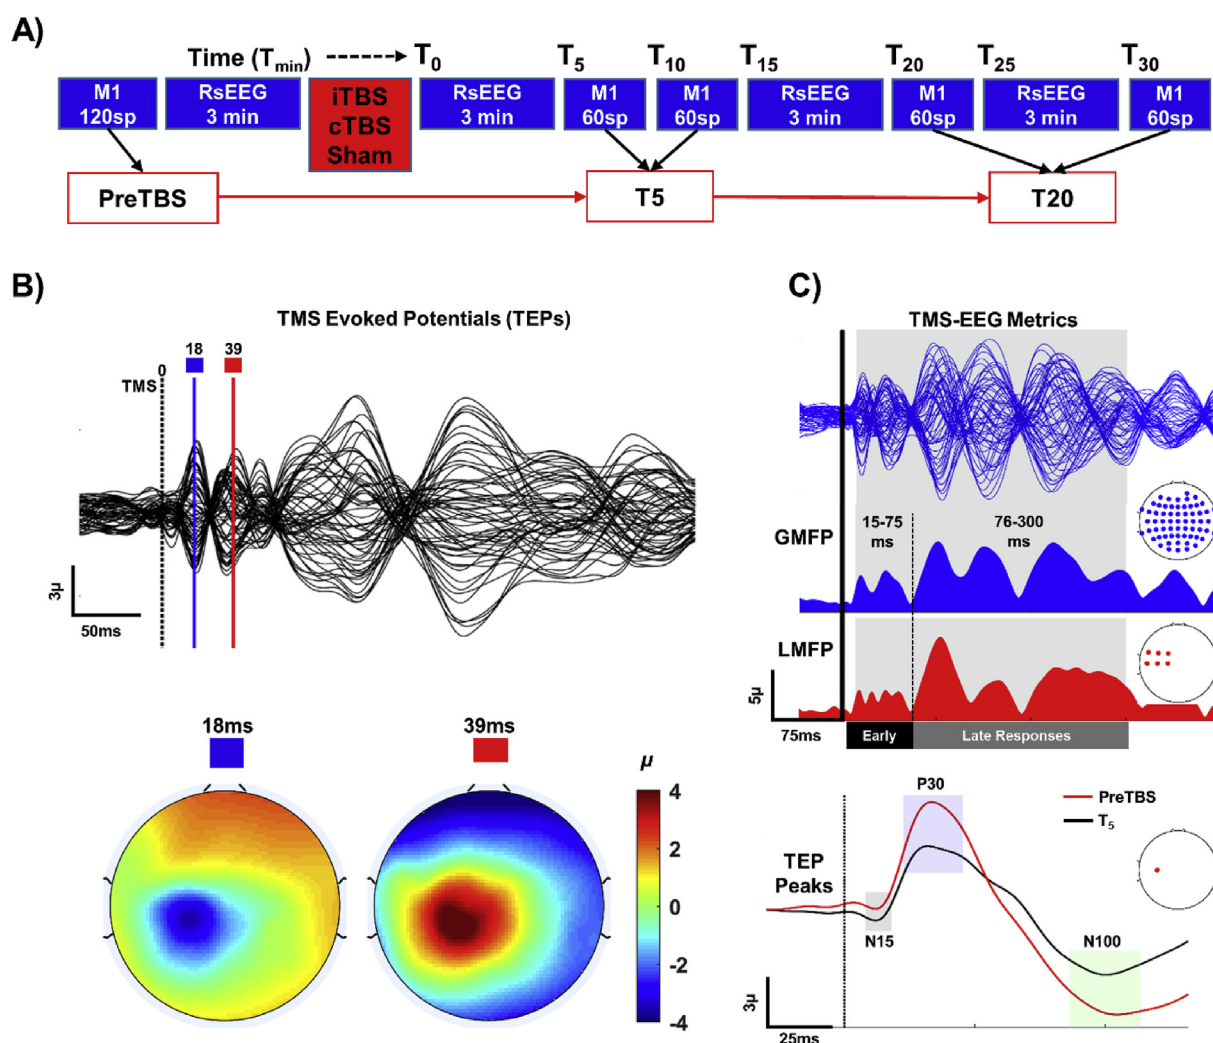 A)
Time (Tmin)
T0
T5
T10
T15
T20
T25
T30
M1
120sp
RsEEG
3 min
iTBS
cTBS
Sham
RsEEG
3 min
M1
60sp
M1
60sp
RsEEG
3 min
M1
60sp
RsEEG
3 min
M1
60sp
PreTBS
T5
T20
B)
TMS Evoked Potentials (TEPs)
18
39
0
TMS
3μ
50ms
18ms
39ms
μ
4
2
0
-2
-4
C)
TMS-EEG Metrics
15-75
ms
76-300
ms
GMFP
LMFP
5μ
75ms
Early
Late Responses
P30
PreTBS
T5
TEP
Peaks
N15
N100
3μ
25ms